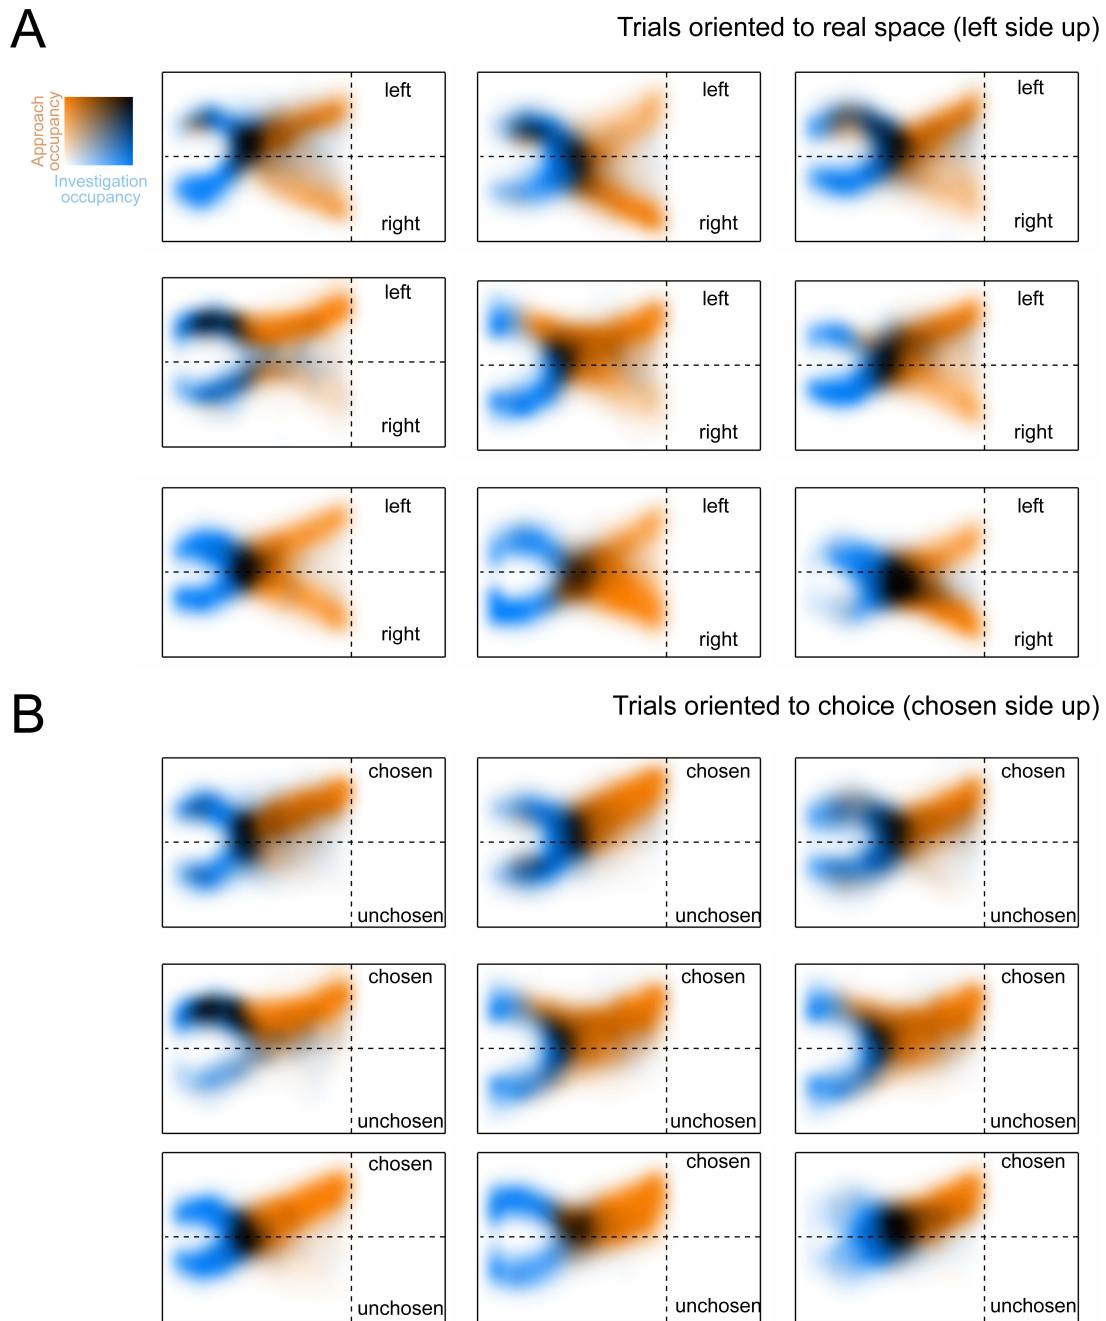 A
Trials oriented to real space (left side up)
Approach
occupancy
Investigation
occupancy
left
left
left
right
right
right
left
left
left
right
right
right
left
left
left
right
right
right
B
Trials oriented to choice (chosen side up)
chosen
chosen
chosen
unchosen
unchosen
unchosen
chosen
chosen
chosen
unchosen
unchosen
unchosen
chosen
chosen
chosen
unchosen
unchosen
unchosen